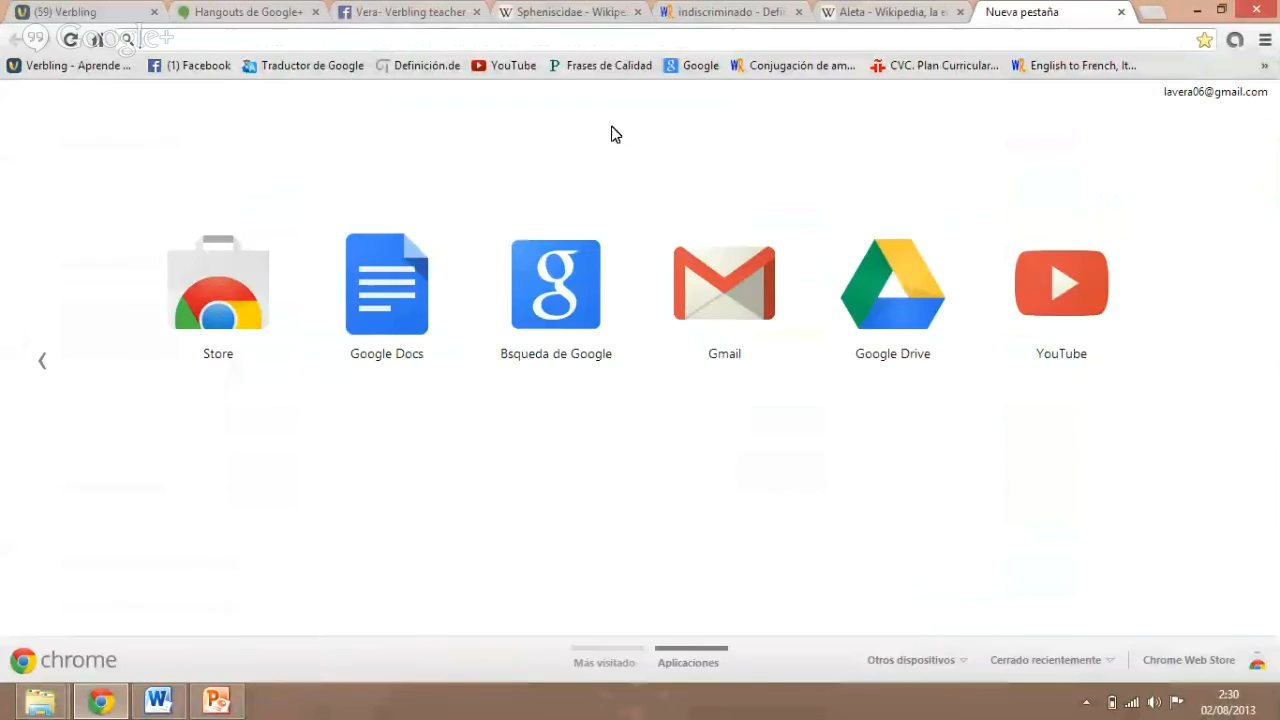 (59) Verbling
Hangouts de Google+
Vera- Verbling teacher
Spheniscidae - Wikipe
indiscriminado - Defi
Aleta - Wikipedia, la e
Nueva pestaña
Google+
Verbling - Aprende ...
(1) Facebook
Traductor de Google
Definición.de
YouTube
Frases de Calidad
Google
Conjugación de am...
CVC. Plan Curricular...
English to French, It...
»
lavera06@gmail.com
Store
Google Docs
Bsqueda de Google
Gmail
Google Drive
YouTube
chrome
Más visitado
Aplicaciones
Otros dispositivos
Cerrado recientemente
Chrome Web Store
2:30
02/08/2013